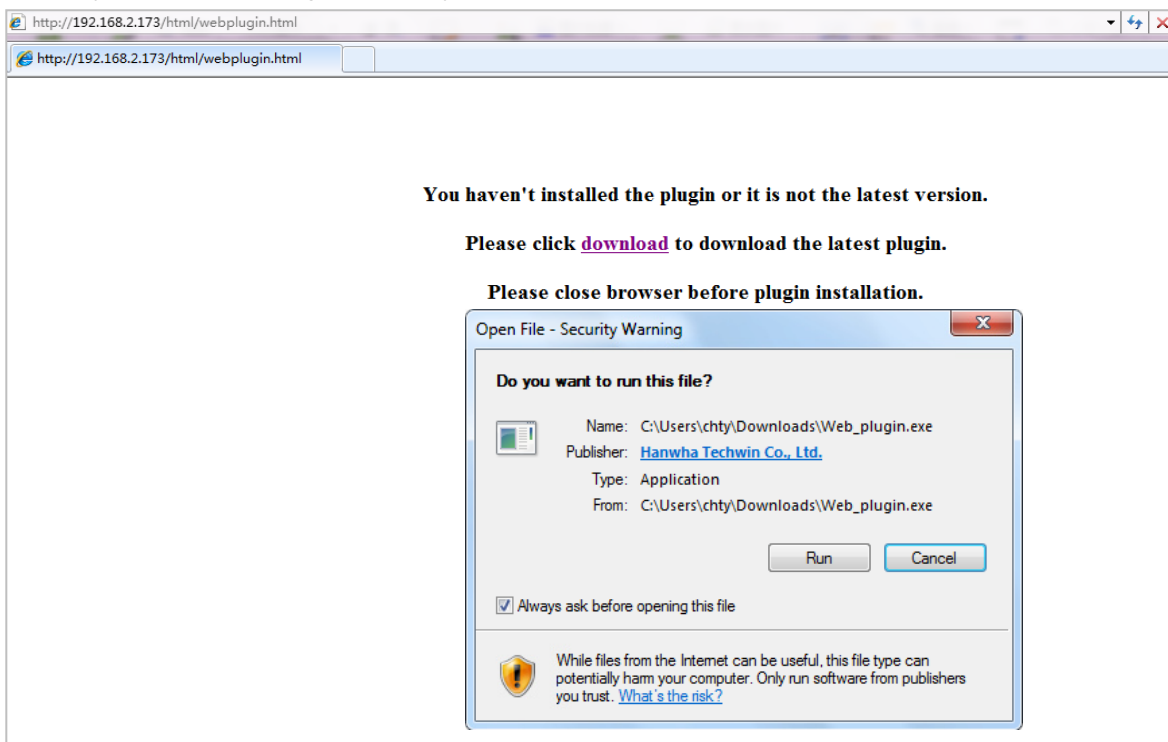 http://192.168.2.173/html/webplugin.html
http://192.168.2.173/html/webplugin.html
You haven't installed the plugin or it is not the latest version.
Please click download to download the latest plugin.
Please close browser before plugin installation.
Open File - Security Warning
Do you want to run this file?
Name: C:\Users\chty\Downloads\Web_plugin.exe
Publisher: Hanwha Techwin Co., Ltd.
Type: Application
From: C:\Users\chty\Downloads\Web_plugin.exe
Run Cancel
Always ask before opening this file
While files from the Internet can be useful, this file type can
potentially harm your computer. Only run software from publishers
you trust. What's the risk?